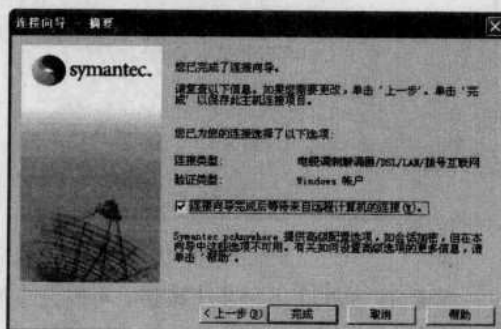 连接向导 - 摘要
symantec.
您已完成了连接向导。
请复查以下信息。如果您需要更改，单击‘上一步’。单击‘完
成’以保存此主机连接项目。
您已为您的连接选择了以下选项:
连接类型: 电缆调制解调器/DSL/LAN/拨号互联网
验证类型: Windows 帐户
连接向导完成后等待来自远程计算机的连接(Y)。
Symantec pcAnywhere 提供高级配置选项，如会话加密，但在本
向导中这些选项不可用。有关如何设置高级选项的更多信息，请
单击‘帮助’。
<上一步(B) 完成 取消 帮助